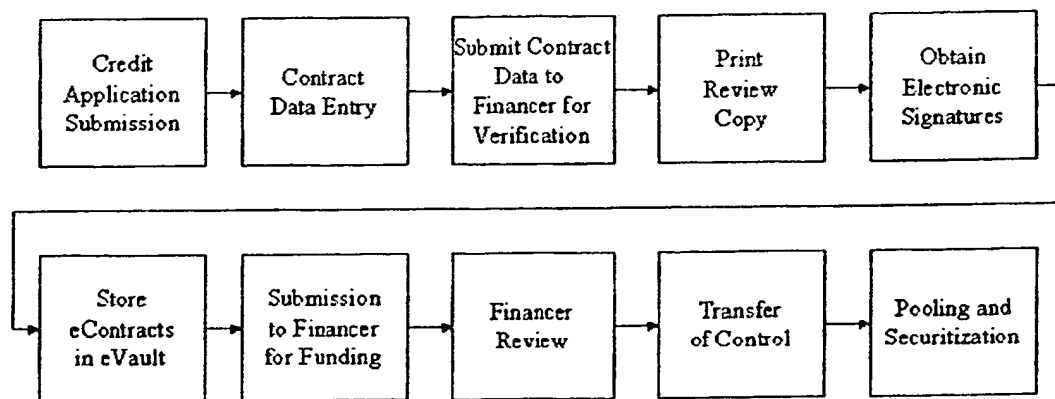 Credit
Application
Submission
Contract
Data Entry
Submit Contract
Data to
Financer for
Verification
Print
Review
Copy
Obtain
Electronic
Signatures
Store
eContracts
in eVault
Submission
to Financer
for Funding
Financer
Review
Transfer
of Control
Pooling and
Securitization